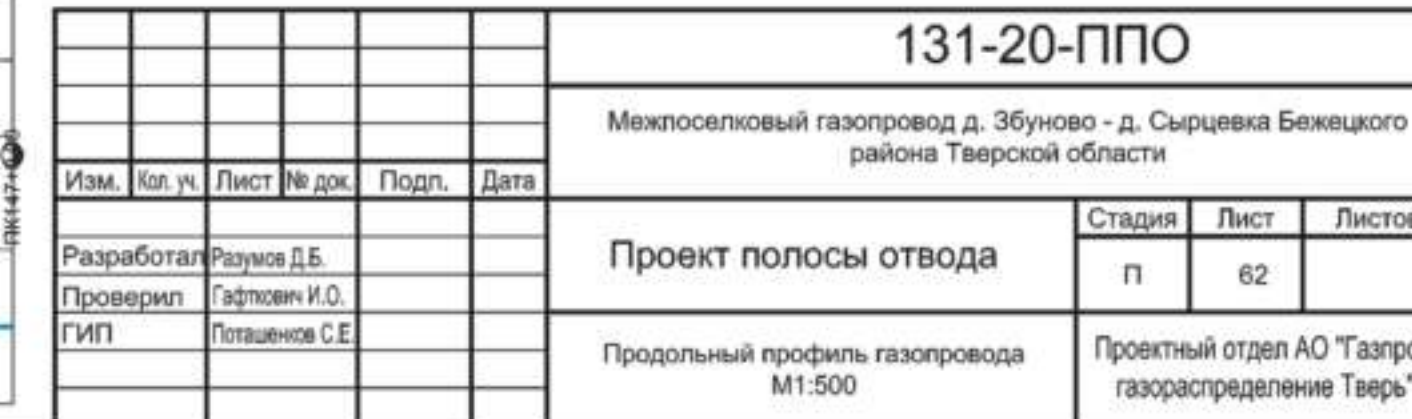 131-20-ППО
Межпоселковый газопровод д. Збуново - д. Сырцевка Бежецкого
района Тверской области
Изм. Кол. уч. Лист № док. Подп. Дата
Стадия Лист Листов
Разработал Разумов Д.Б.
Проект полосы отвода
П 62
Проверил Гафткович И.О.
ГИП Поташенков С.Е.
Продольный профиль газопровода
М1:500
Проектный отдел АО "Газпро
газораспределение Тверь"